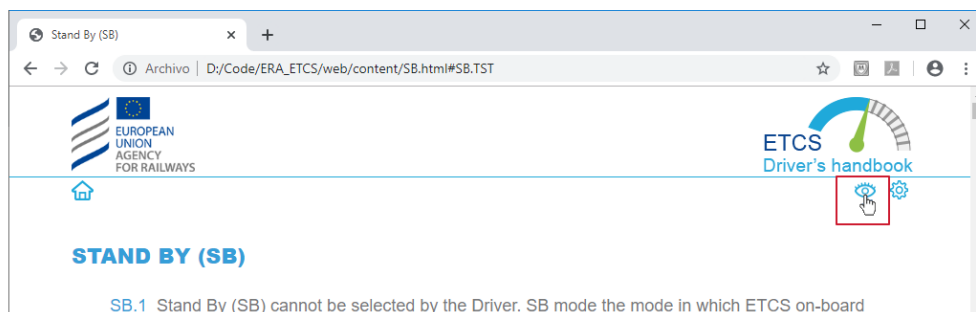 Stand By (SB)
Archivo | D:/Code/ERA_ETCS/web/content/SB.html#SB.TST
EUROPEAN
UNION
AGENCY
FOR RAILWAYS
ETCS
Driver's handbook
STAND BY (SB)
SB.1 Stand By (SB) cannot be selected by the Driver. SB mode the mode in which ETCS on-board